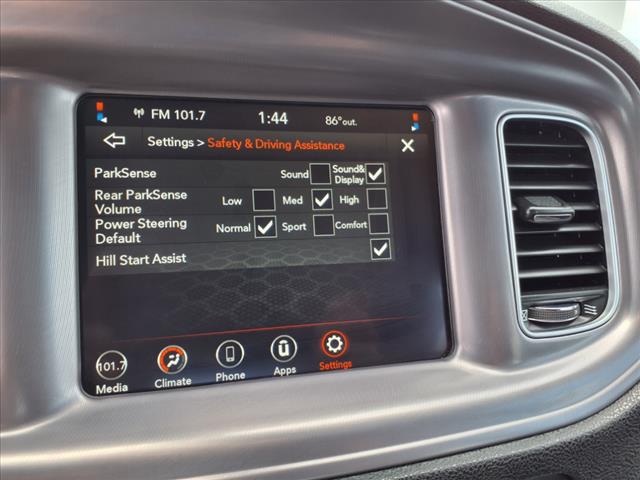 FM 101.7 1:44 86°out.
Settings > Safety & Driving Assistance
ParkSense Sound Sound& Display
Rear ParkSense Volume Low Med High
Power Steering Default Normal Sport Comfort
Hill Start Assist
101.7
Media Climate Phone Apps Settings